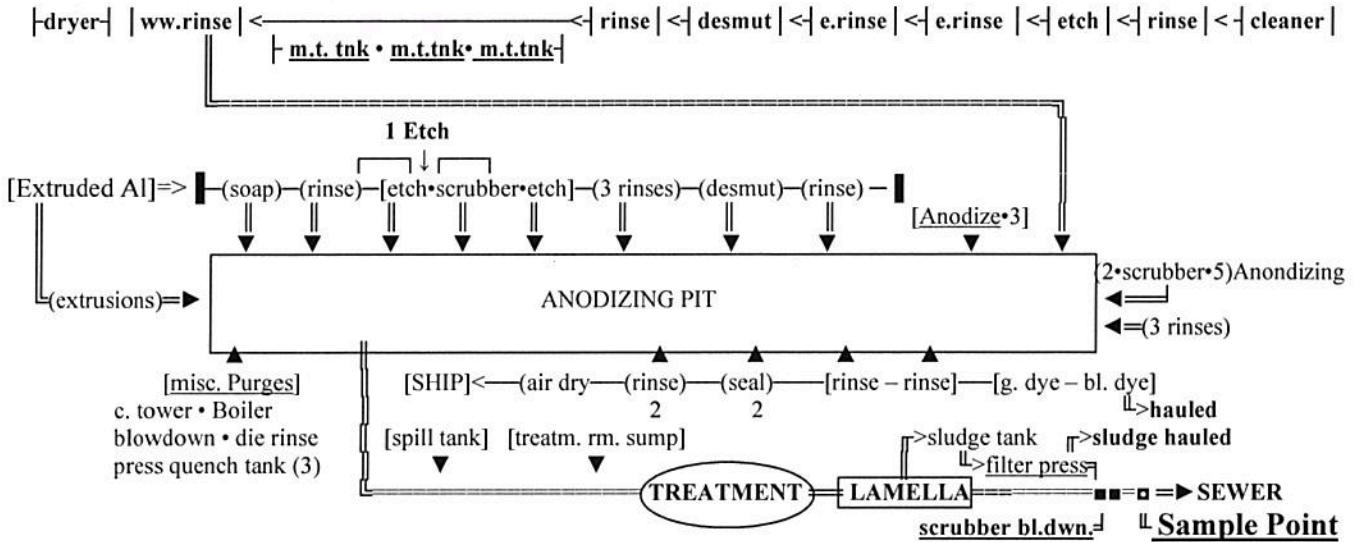 ├dryer┤ │ww.rinse│<————————<┤ rinse │<┤desmut │<┤e.rinse │<┤e.rinse │<┤etch │<┤ rinse│< ┤cleaner │
├ m.t. tnk • m.t.tnk• m.t.tnk┤
1 Etch
↓
[Extruded Al]=> ▌—(soap)—(rinse)—[etch•scrubber•etch]—(3 rinses)—(desmut)—(rinse)—▌
[Anodize•3]
(2•scrubber•5)Anondizing
(extrusions)=► ANODIZING PIT
◄=(3 rinses)
[misc. Purges] [SHIP]<—(air dry—(rinse)—(seal)—[rinse – rinse]—[g. dye – bl. dye]
c. tower • Boiler 2 2 ╙>hauled
blowdown • die rinse [spill tank] [treatm. rm. sump] ┌>sludge tank ╓>sludge hauled
press quench tank (3) ╙>filter press
TREATMENT LAMELLA ■■=◘ =► SEWER
scrubber bl.dwn. Sample Point